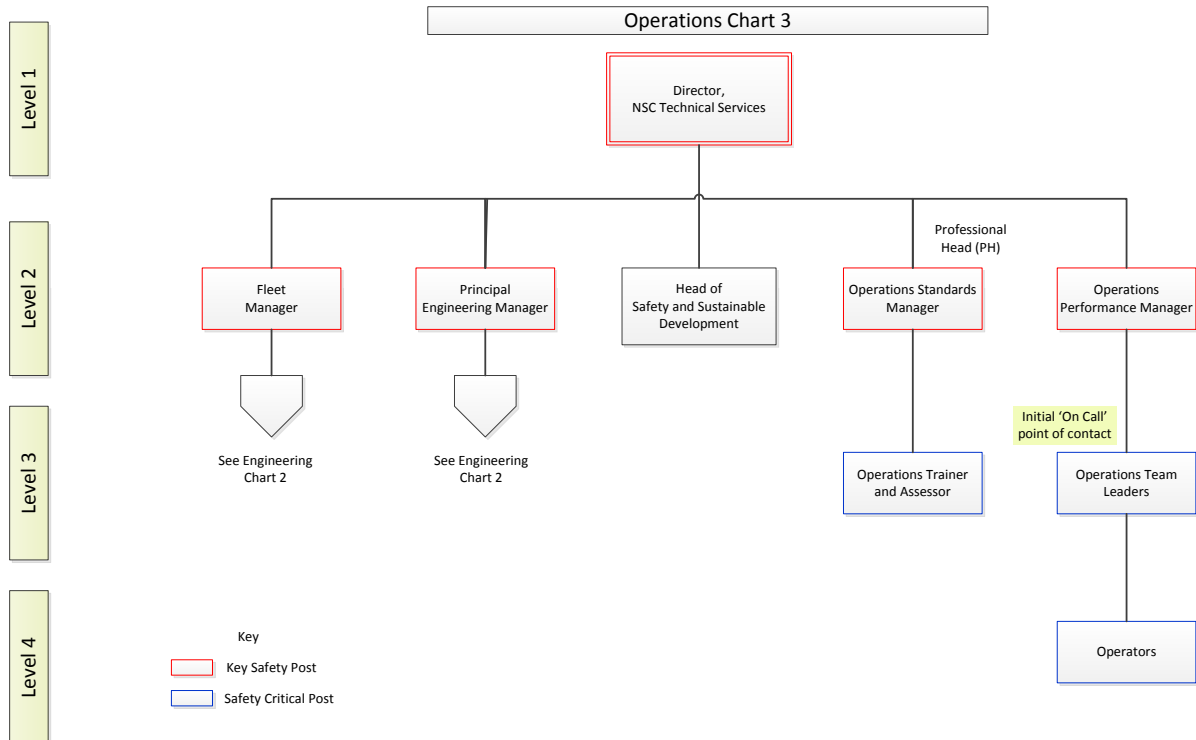 Operations Chart 3
Level 1
Director,
NSC Technical Services
Level 2
Professional
Head (PH)
Fleet
Manager
Principal
Engineering Manager
Head of
Safety and Sustainable
Development
Operations Standards
Manager
Operations
Performance Manager
Level 3
Initial ‘On Call’
point of contact
See Engineering
Chart 2
See Engineering
Chart 2
Operations Trainer
and Assessor
Operations Team
Leaders
Level 4
Operators
Key
Key Safety Post
Safety Critical Post